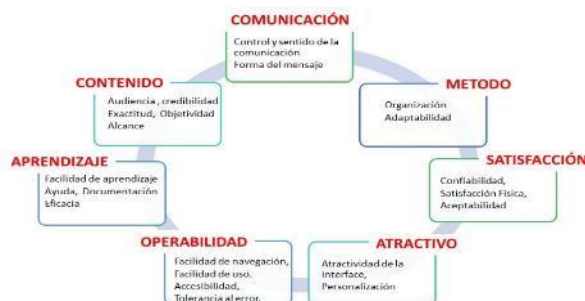 COMUNICACIÓN
Control y sentido de la
comunicación
Forma del mensaje
METODO
Organización
Adaptabilidad
SATISFACCIÓN
Confiabilidad,
Satisfacción Física,
Aceptabilidad
ATRACTIVO
Atractividad de la
Interface,
Personalización
OPERABILIDAD
Facilidad de navegación,
Facilidad de uso.
Accesibilidad,
Tolerancia al error.
APRENDIZAJE
Facilidad de aprendizaje
Ayuda, Documentación
Eficacia
CONTENIDO
Audiencia, credibilidad
Exactitud, Objetividad
Alcance